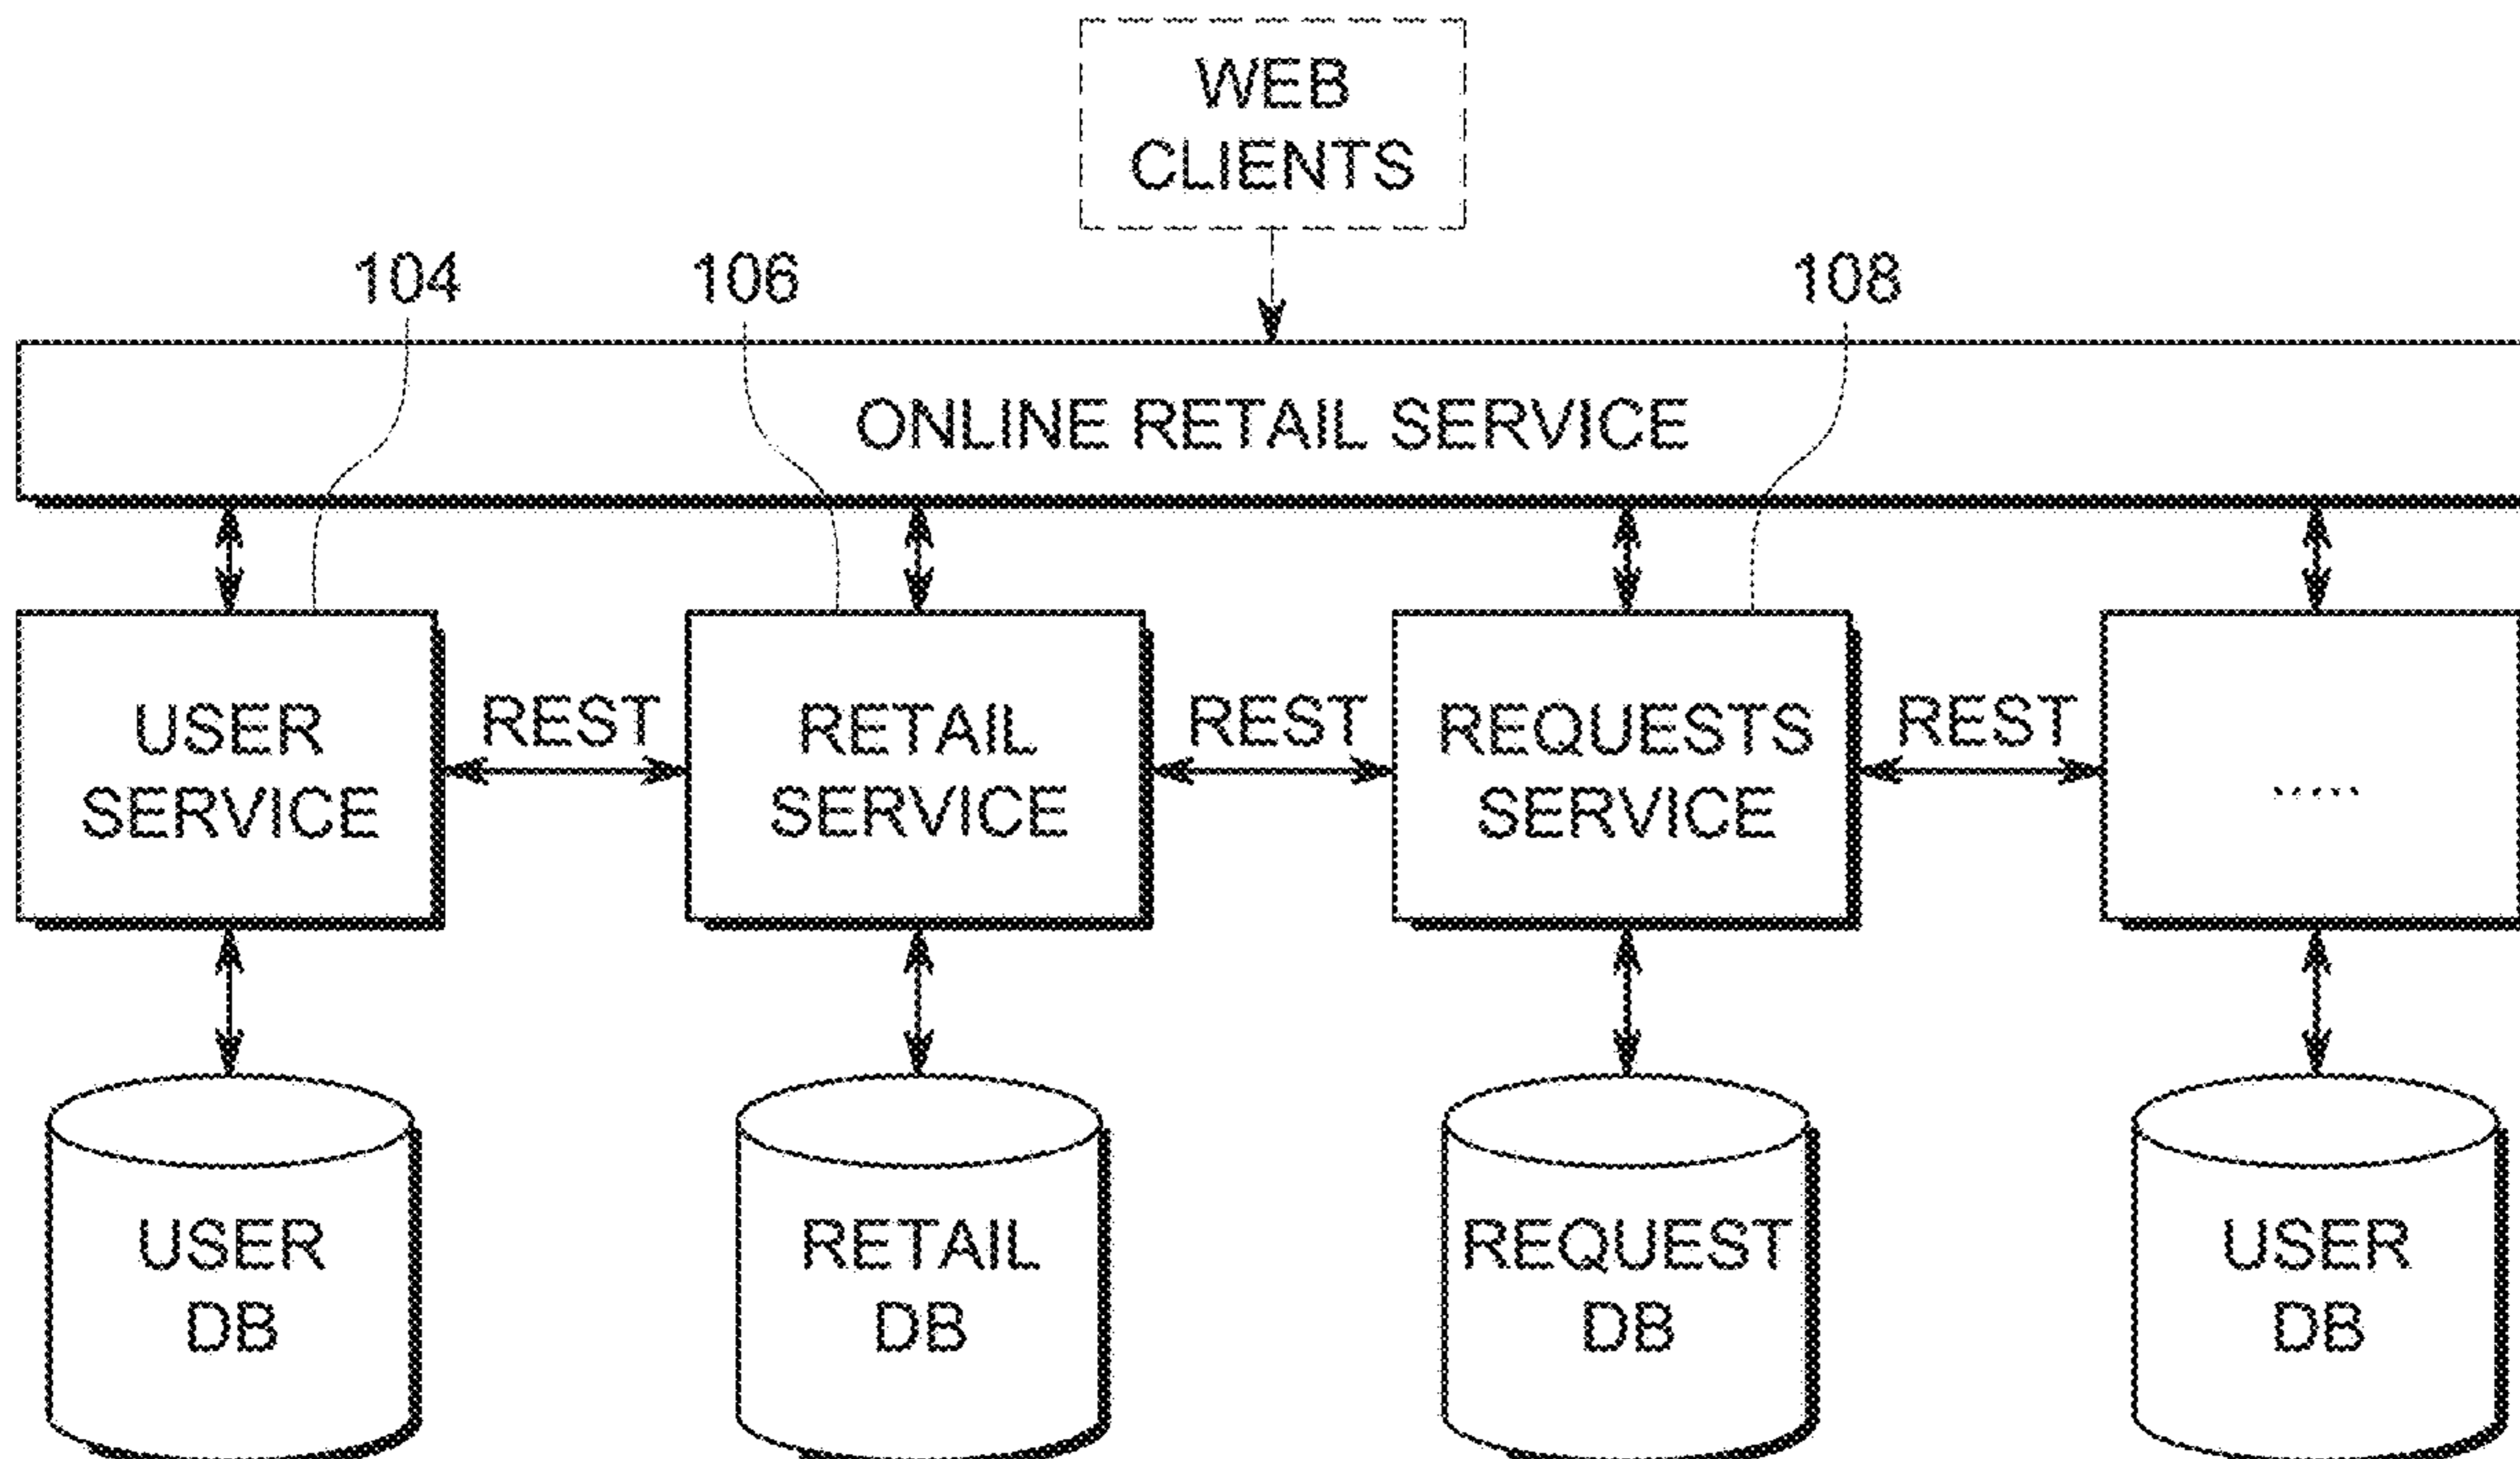 WEB
CLIENTS
104
106
108
ONLINE RETAIL SERVICE
USER
SERVICE
REST
RETAIL
SERVICE
REST
REQUESTS
SERVICE
REST
.....
USER
DB
RETAIL
DB
REQUEST
DB
USER
DB